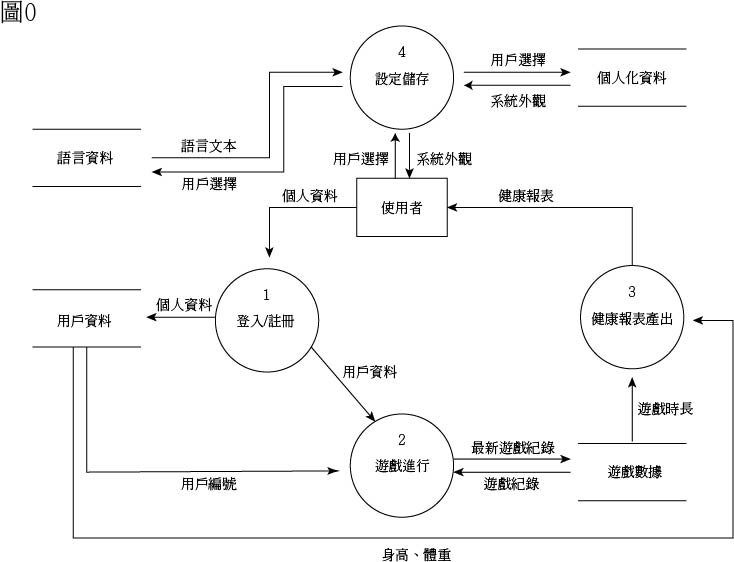 圖0
4
設定儲存
用戶選擇
個人化資料
系統外觀
語言文本
語言資料
用戶選擇
用戶選擇
系統外觀
個人資料
使用者
健康報表
1
登入/註冊
個人資料
用戶資料
3
健康報表產出
用戶資料
遊戲時長
2
遊戲進行
最新遊戲紀錄
遊戲紀錄
遊戲數據
用戶編號
身高、體重